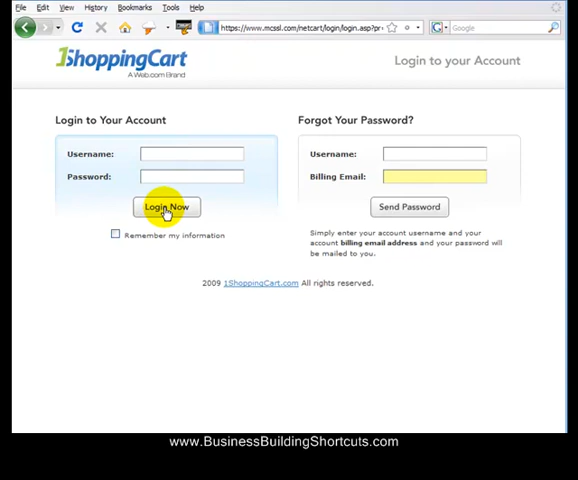 File Edit View History Bookmarks Tools Help
https://www.mcssl.com/netcart/login/login.asp?pr
Google
1ShoppingCart
A Web.com Brand
Login to your Account
Login to Your Account
Username:
Password:
Login Now
Remember my information
Forgot Your Password?
Username:
Billing Email:
Send Password
Simply enter your account username and your
account billing email address and your password will
be mailed to you.
2009 1ShoppingCart.com All rights reserved.
www.BusinessBuildingShortcuts.com